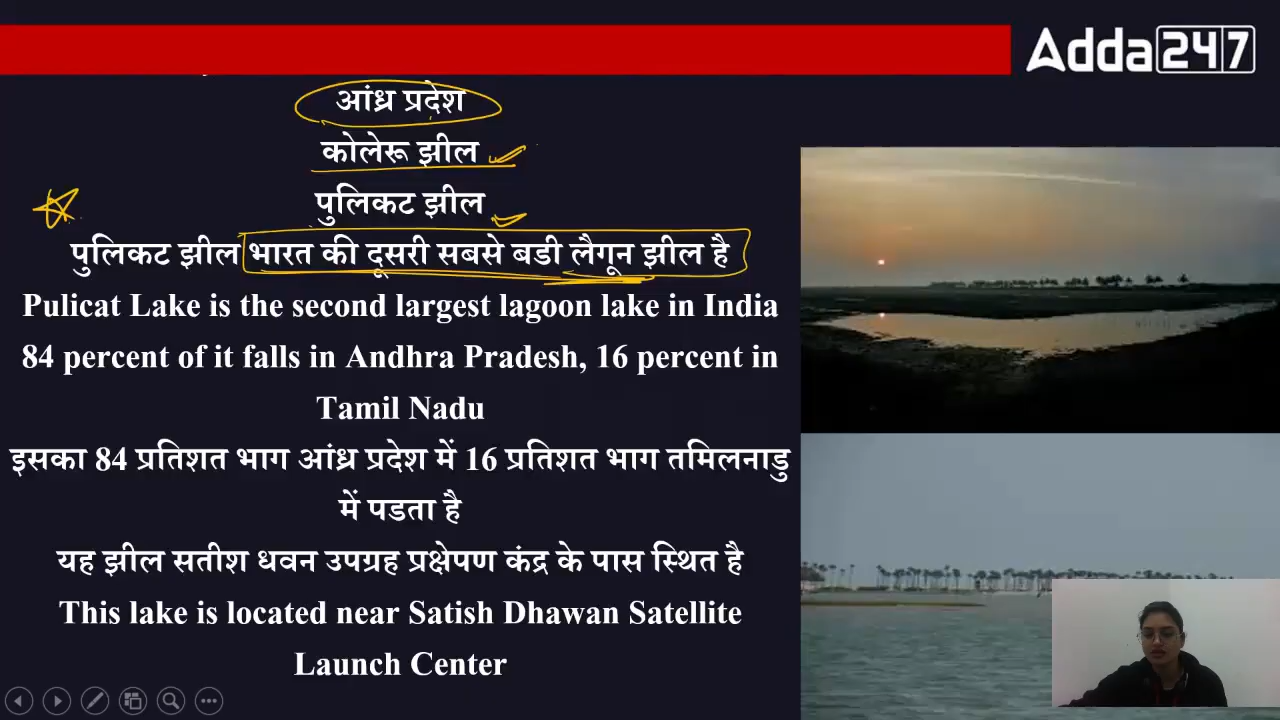 Adda247
आंध्र प्रदेश
कोलेरू झील
पुलिकट झील
पुलिकट झील भारत की दूसरी सबसे बडी लैगून झील है
Pulicat Lake is the second largest lagoon lake in India
84 percent of it falls in Andhra Pradesh, 16 percent in
Tamil Nadu
इसका 84 प्रतिशत भाग आंध्र प्रदेश में 16 प्रतिशत भाग तमिलनाडु
में पडता है
यह झील सतीश धवन उपग्रह प्रक्षेपण कंद्र के पास स्थित है
This lake is located near Satish Dhawan Satellite
Launch Center